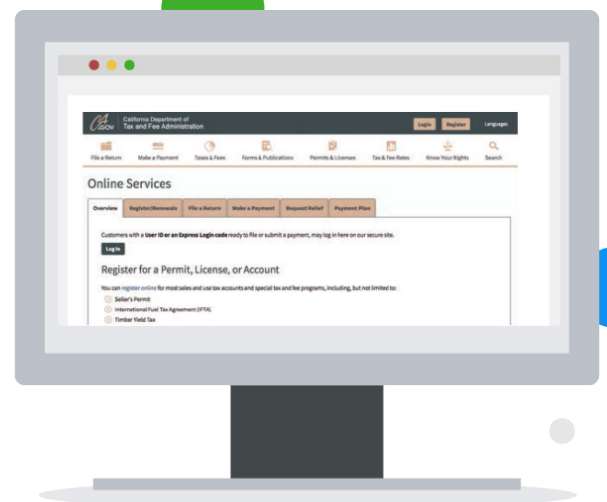 CA
GOV
California Department of
Tax and Fee Administration
Login
Register
Languages
File a Return
Make a Payment
Taxes & Fees
Forms & Publications
Permits & Licenses
Tax & Fee Rates
Know Your Rights
Search
Online Services
Overview
Register/Renewals
File a Return
Make a Payment
Request Relief
Payment Plan
Customers with a User ID or an Express Login code ready to file or submit a payment, may log in here on our secure site.
Log In
Register for a Permit, License, or Account
You can register online for most sales and use tax accounts and special tax and fee programs, including, but not limited to:
Seller's Permit
International Fuel Tax Agreement (IFTA)
Timber Yield Tax